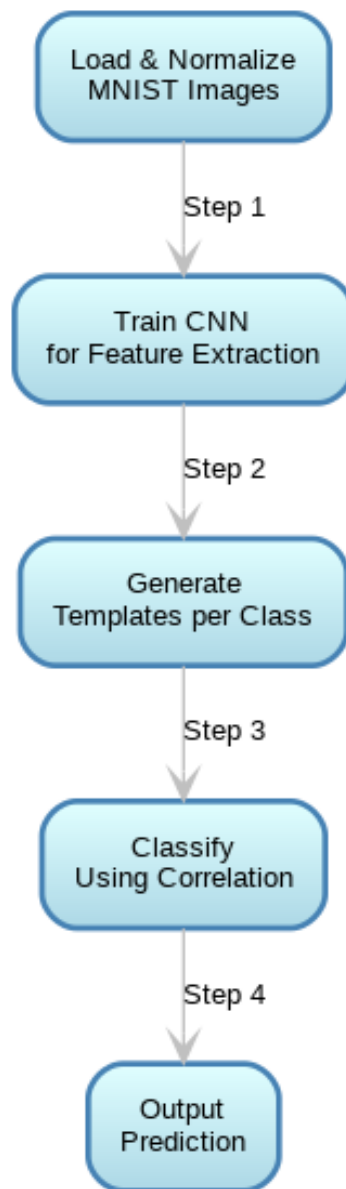 Load & Normalize
MNIST Images
Step 1
Train CNN
for Feature Extraction
Step 2
Generate
Templates per Class
Step 3
Classify
Using Correlation
Step 4
Output
Prediction